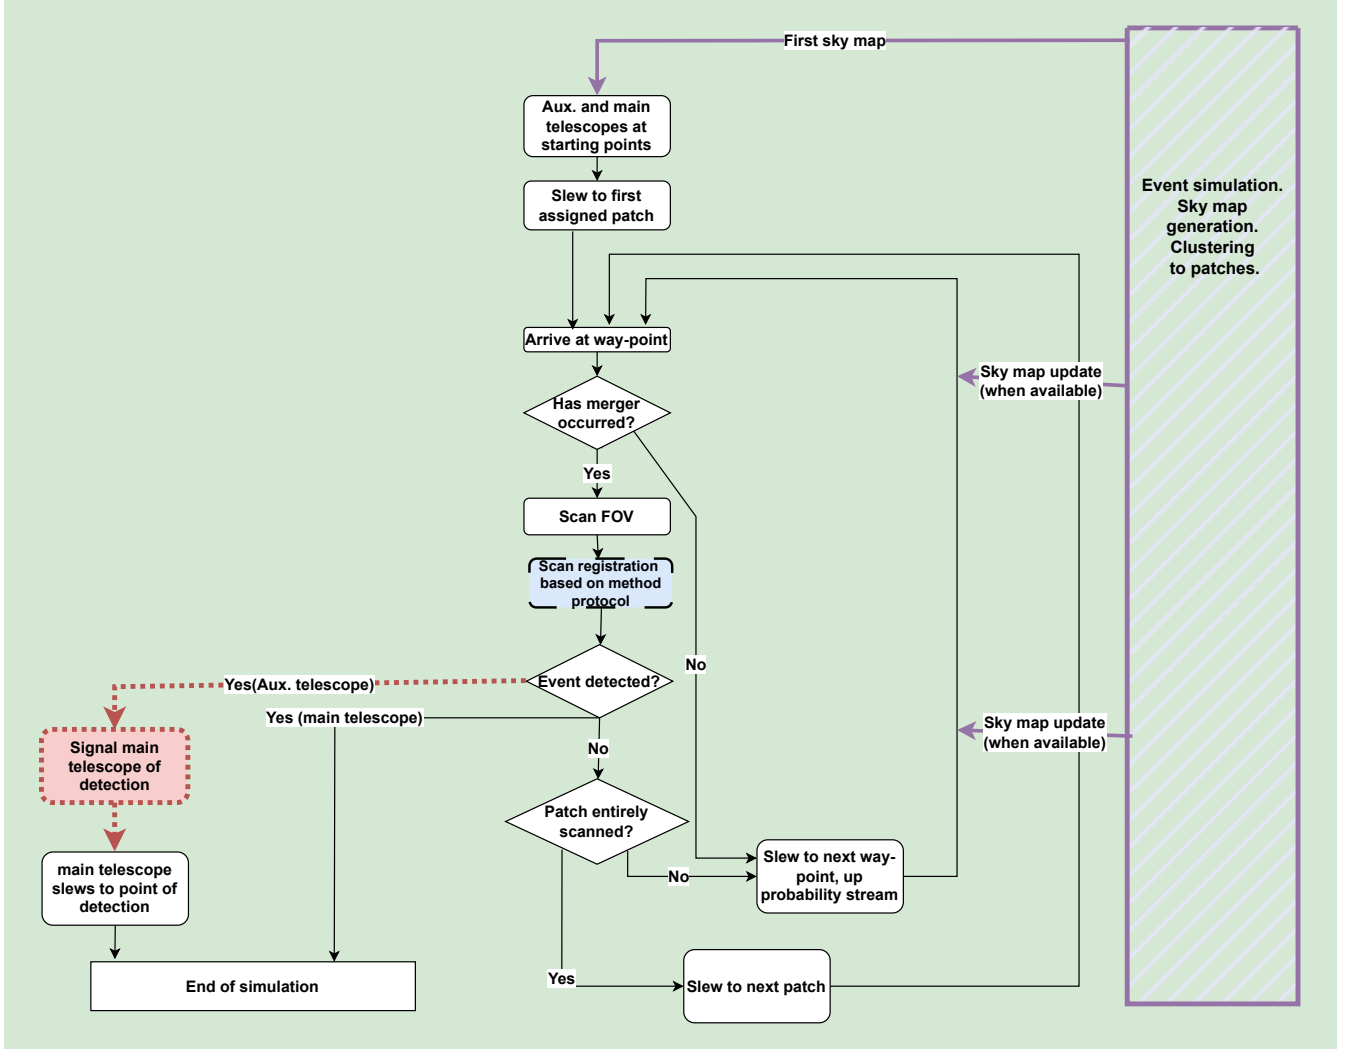 First sky map
Aux. and main
telescopes at
starting points
Slew to first
assigned patch
Event simulation.
Sky map
generation.
Clustering
to patches.
Arrive at way-point
Sky map update
(when available)
Has merger
occurred?
Yes
Scan FOV
Scan registration
based on method
protocol
No
Event detected?
Yes(Aux. telescope)
Yes (main telescope)
Sky map update
(when available)
Signal main
telescope of
detection
No
Patch entirely
scanned?
Slew to next way-
point, up
probability stream
No
main telescope
slews to point of
detection
Yes
Slew to next patch
End of simulation